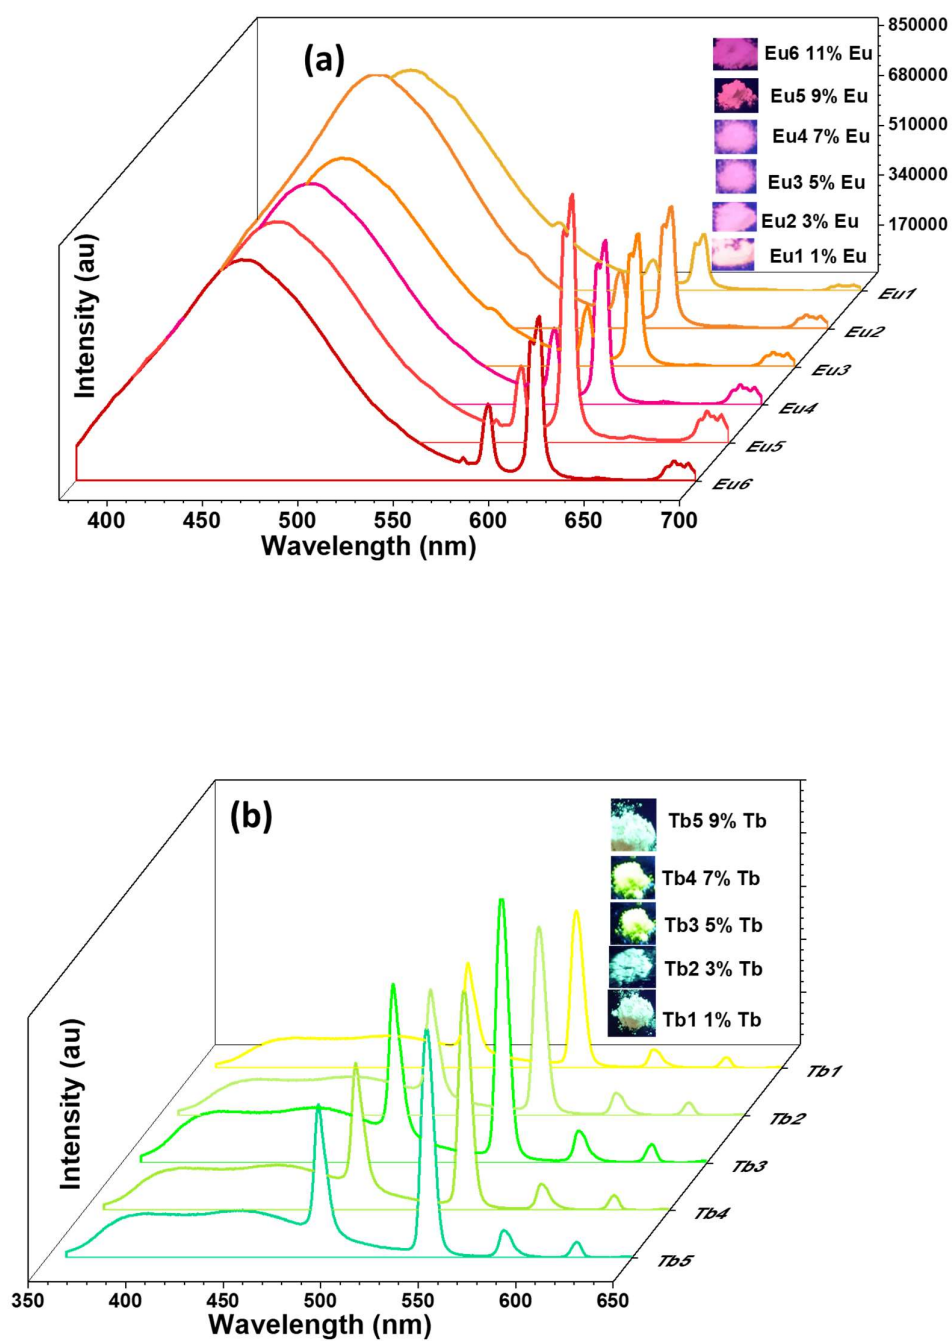 (a)
850000
680000
510000
340000
170000
Eu6 11% Eu
Eu5 9% Eu
Eu4 7% Eu
Eu3 5% Eu
Eu2 3% Eu
Eu1 1% Eu
Intensity (au)
Eu1
Eu2
Eu3
Eu4
Eu5
Eu6
400 450 500 550 600 650 700
Wavelength (nm)
(b)
Tb5 9% Tb
Tb4 7% Tb
Tb3 5% Tb
Tb2 3% Tb
Tb1 1% Tb
Intensity (au)
Tb1
Tb2
Tb3
Tb4
Tb5
350 400 450 500 550 600 650
Wavelength (nm)